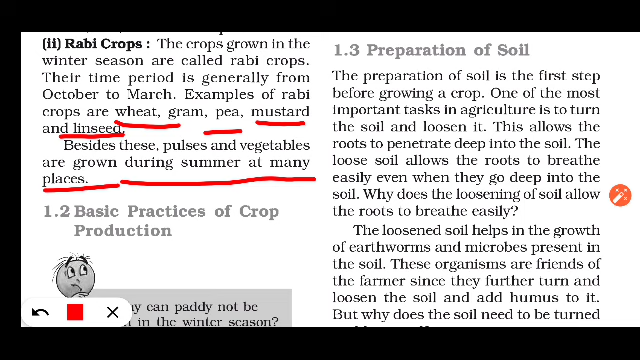 (ii) Rabi Crops : The crops grown in the
winter season are called rabi crops.
Their time period is generally from
October to March. Examples of rabi
crops are wheat, gram, pea, mustard
and linseed.
Besides these, pulses and vegetables
are grown during summer at many
places.
1.2 Basic Practices of Crop
Production
can paddy not be
in the winter season?
1.3 Preparation of Soil
The preparation of soil is the first step
before growing a crop. One of the most
important tasks in agriculture is to turn
the soil and loosen it. This allows the
roots to penetrate deep into the soil. The
loose soil allows the roots to breathe
easily even when they go deep into the
soil. Why does the loosening of soil allow
the roots to breathe easily?
The loosened soil helps in the growth
of earthworms and microbes present in
the soil. These organisms are friends of
the farmer since they further turn and
loosen the soil and add humus to it.
But why does the soil need to be turned